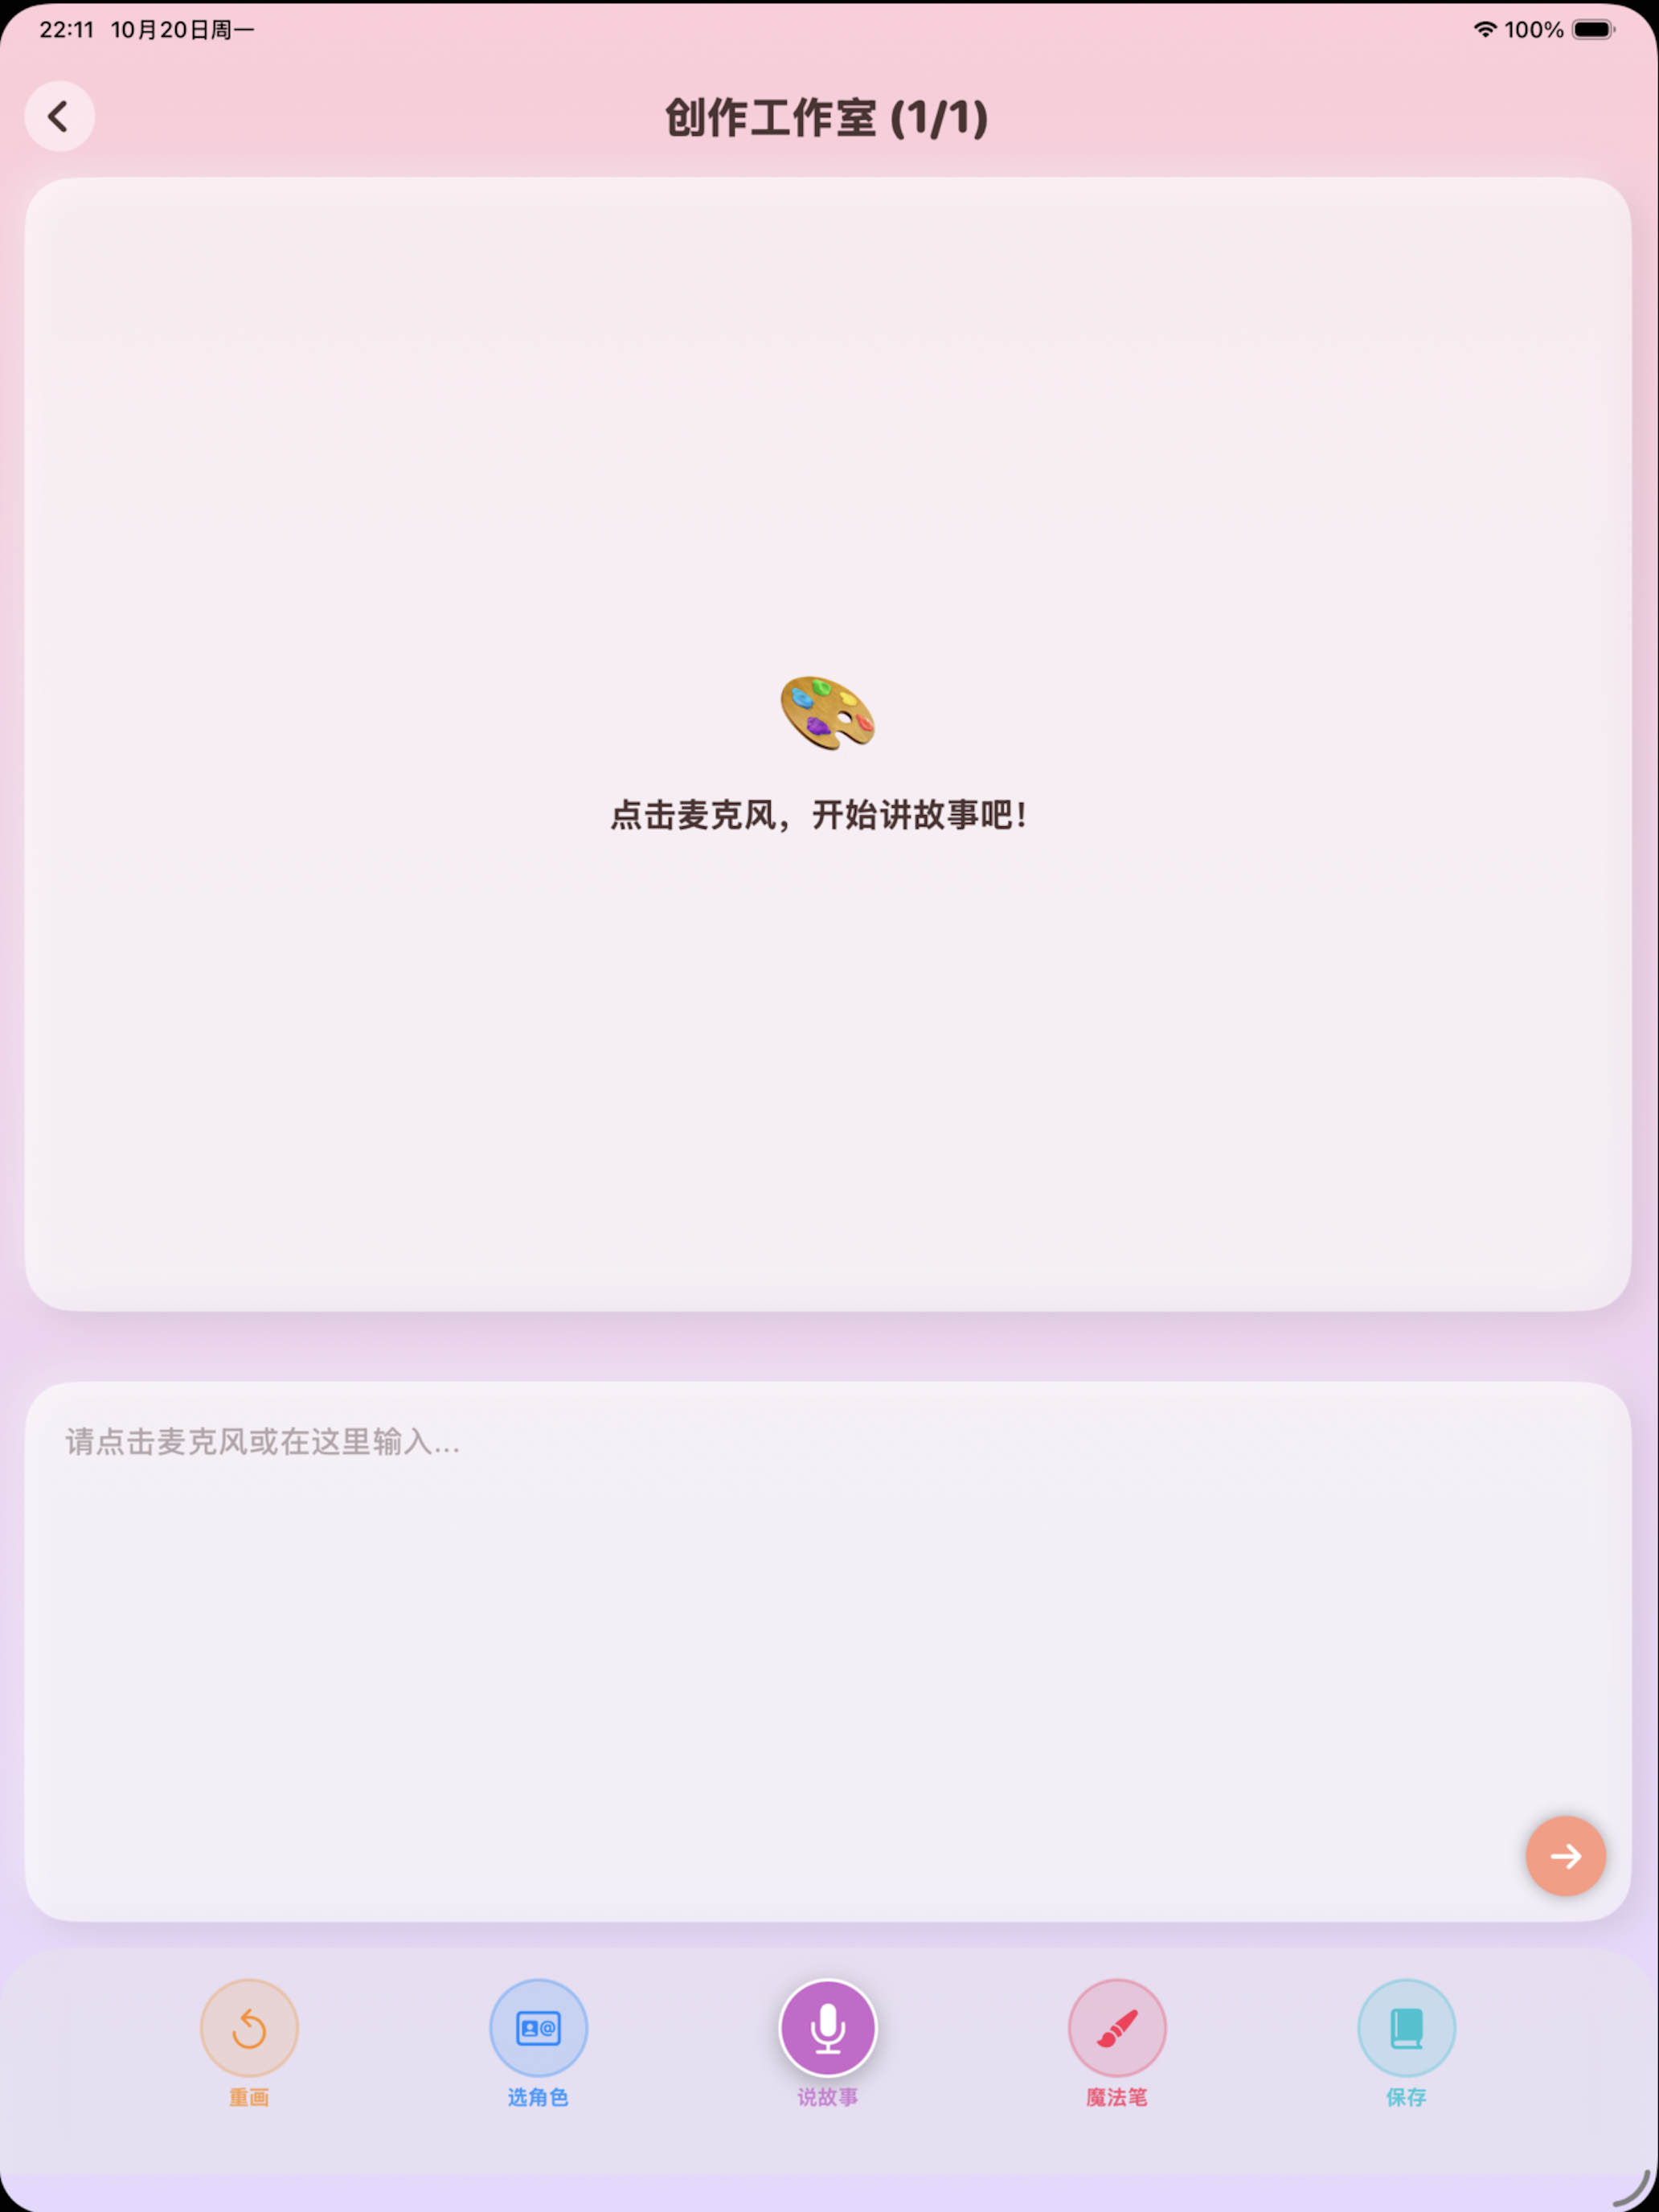 22:11 10月20日周一
100%
创作工作室 (1/1)
点击麦克风，开始讲故事吧！
请点击麦克风或在这里输入...
重画
选角色
说故事
魔法笔
保存